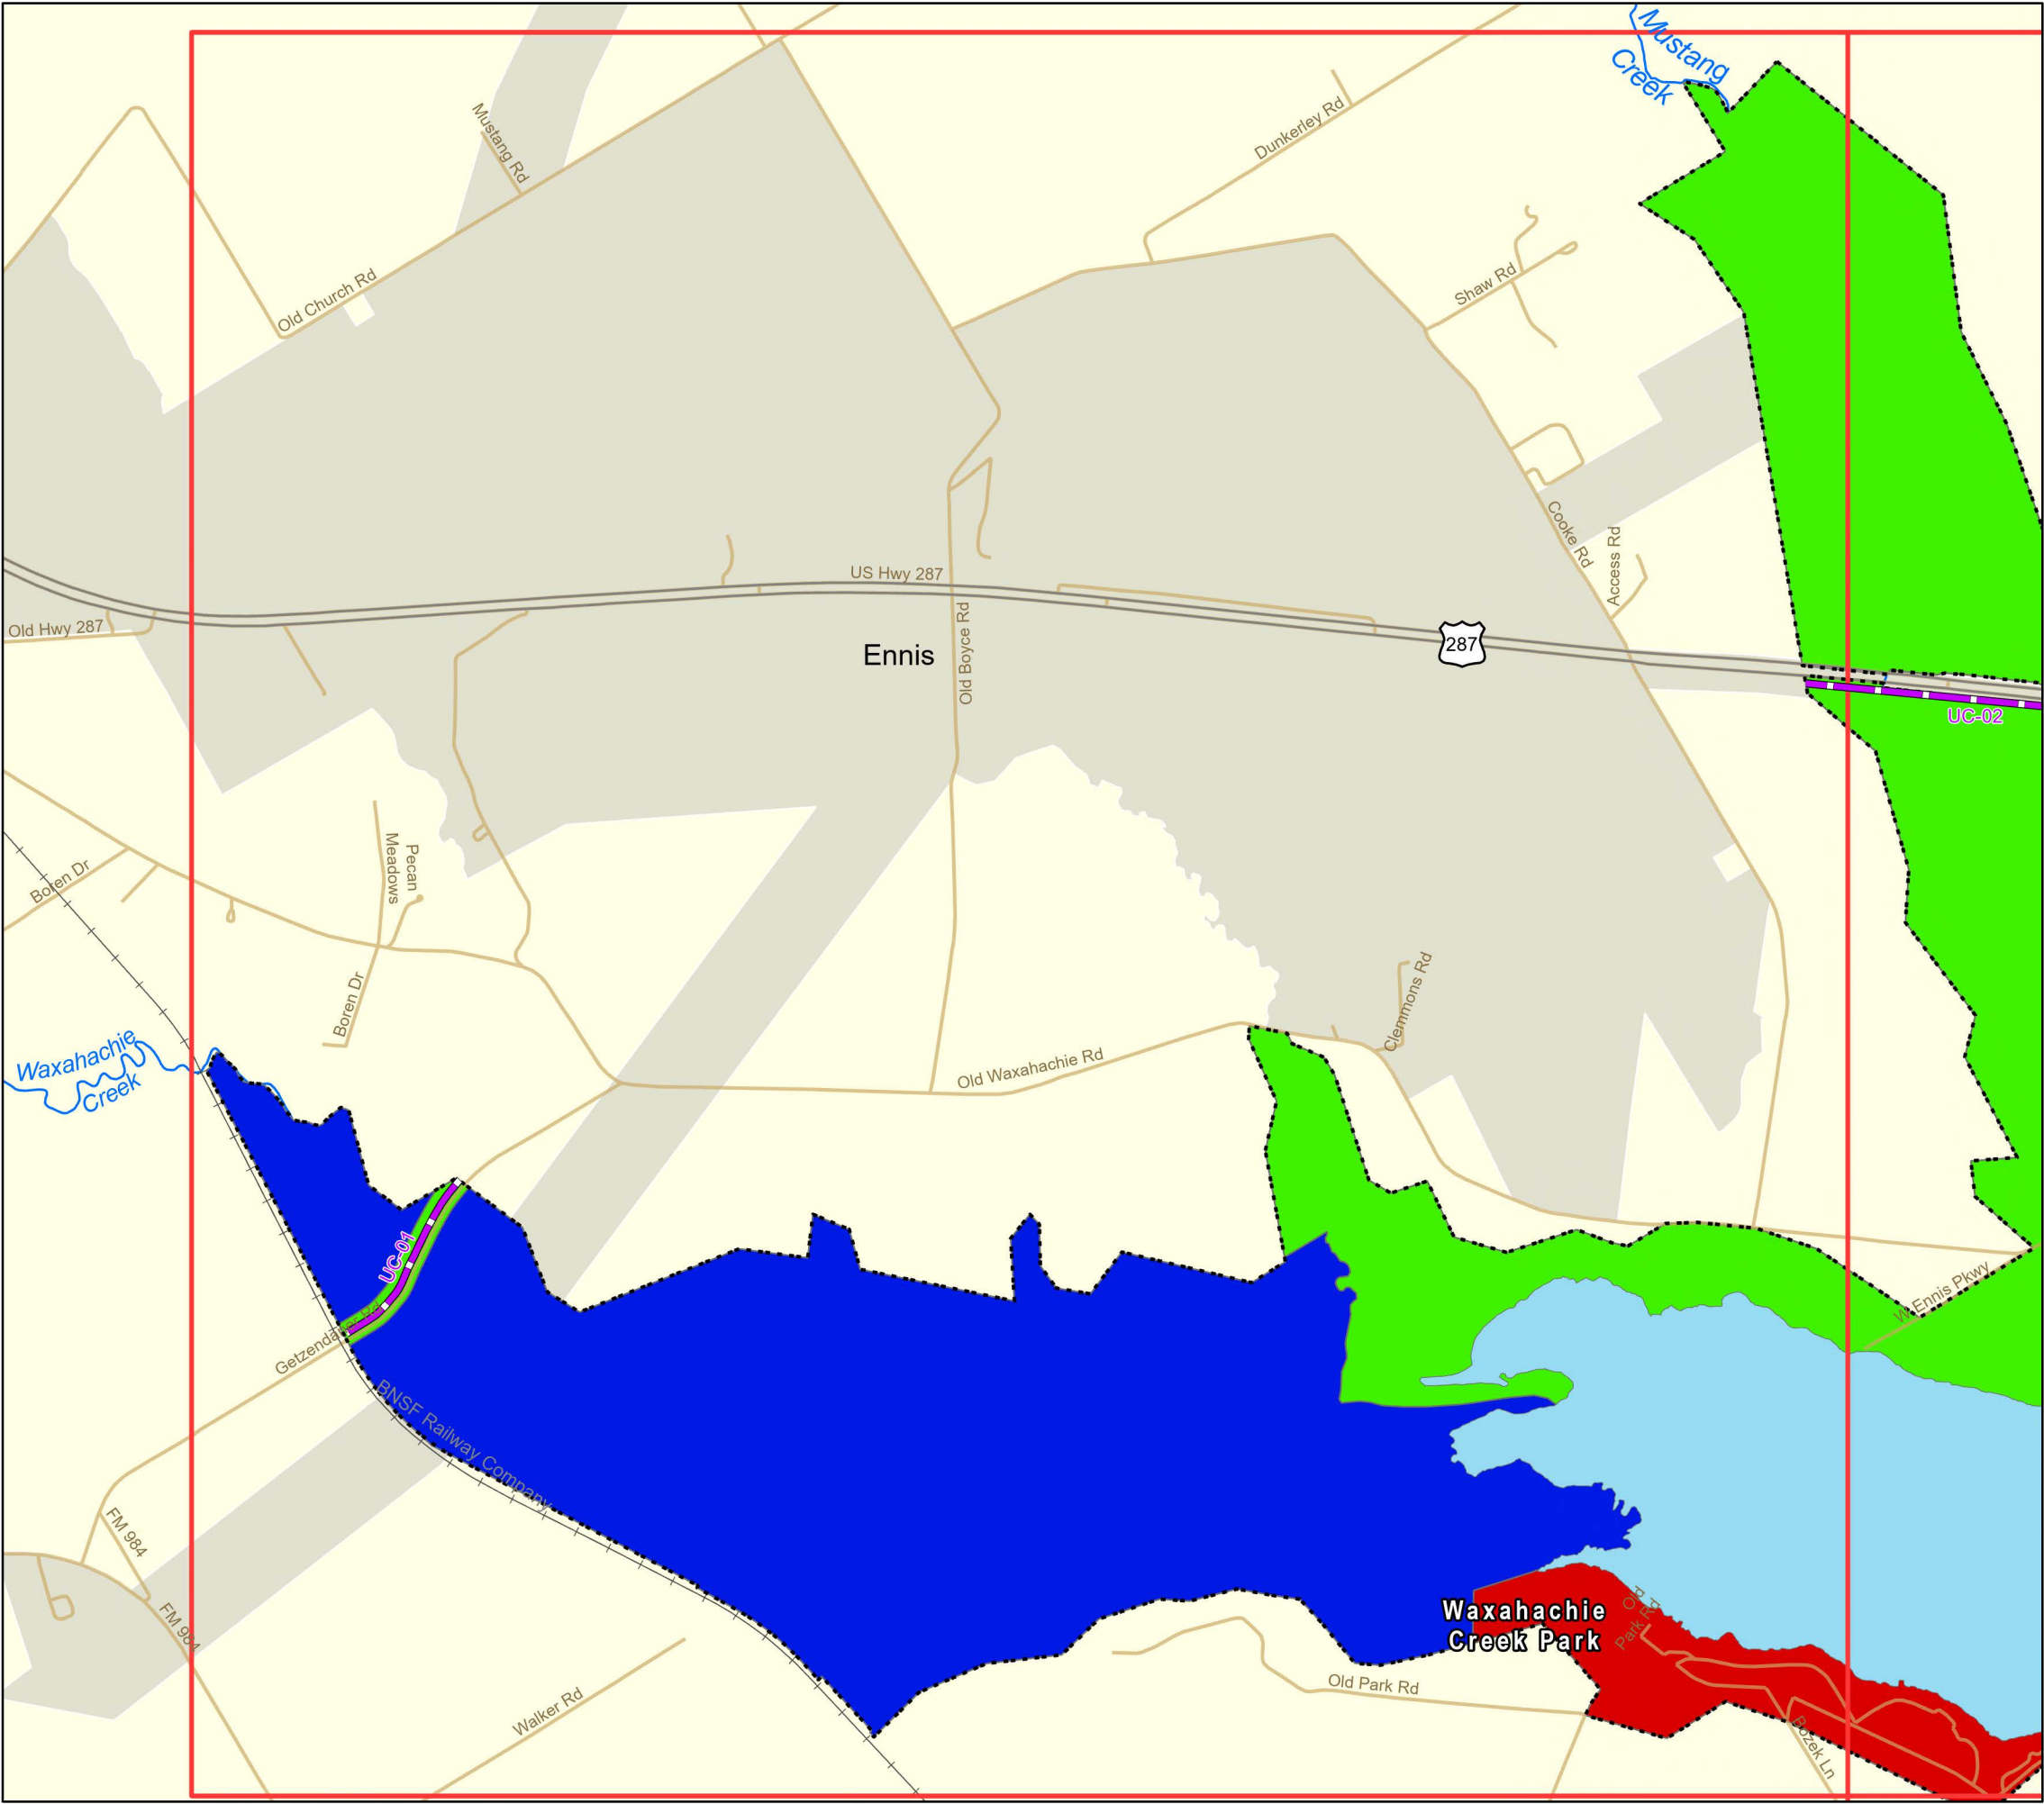 Mustang
Creek
Mustang Rd
Dunkerley Rd
Old Church Rd
Shaw Rd
Cooke Rd
Access Rd
US Hwy 287
Old Hwy 287
Ennis
Old Boyce Rd
287
UC-02
Boren Dr
Pecan
Meadows
Boren Dr
Clemmons Rd
Waxahachie
Creek
Old Waxahachie Rd
UC-01
W Ennis Pkwy
Getzendaner Rd
BNSF Railway Company
FM 984
FM 984
Waxahachie
Creek Park
Old
Park Rd
Old Park Rd
Walker Rd
Bozek Ln